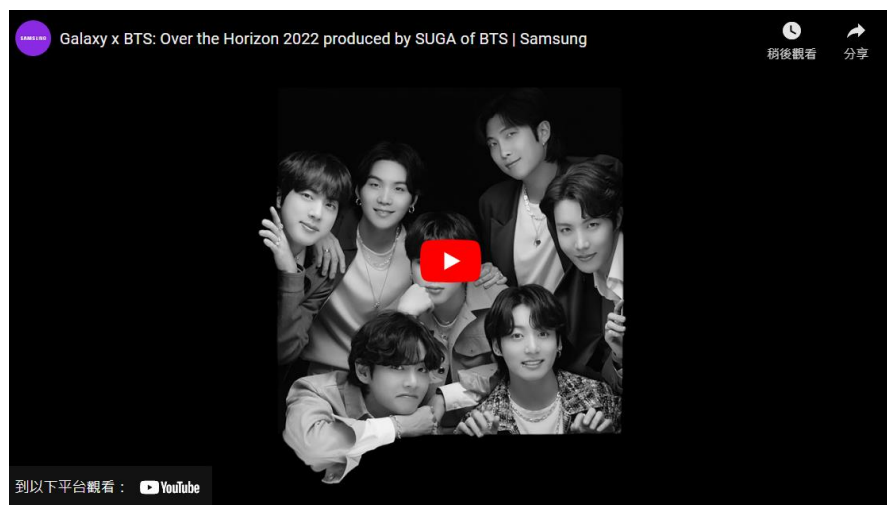 SAMSUNG
Galaxy x BTS: Over the Horizon 2022 produced by SUGA of BTS | Samsung
稍後觀看
分享
到以下平台觀看：
YouTube